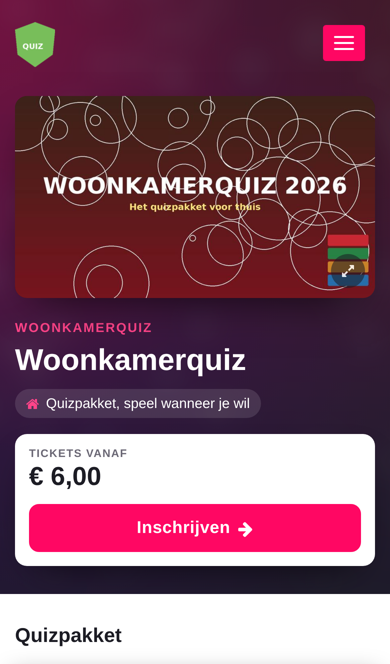 QUIZ
WOONKAMERQUIZ 2026
Het quizpakket voor thuis
WOONKAMERQUIZ
Woonkamerquiz
Quizpakket, speel wanneer je wil
TICKETS VANAF
€ 6,00
Inschrijven
Quizpakket